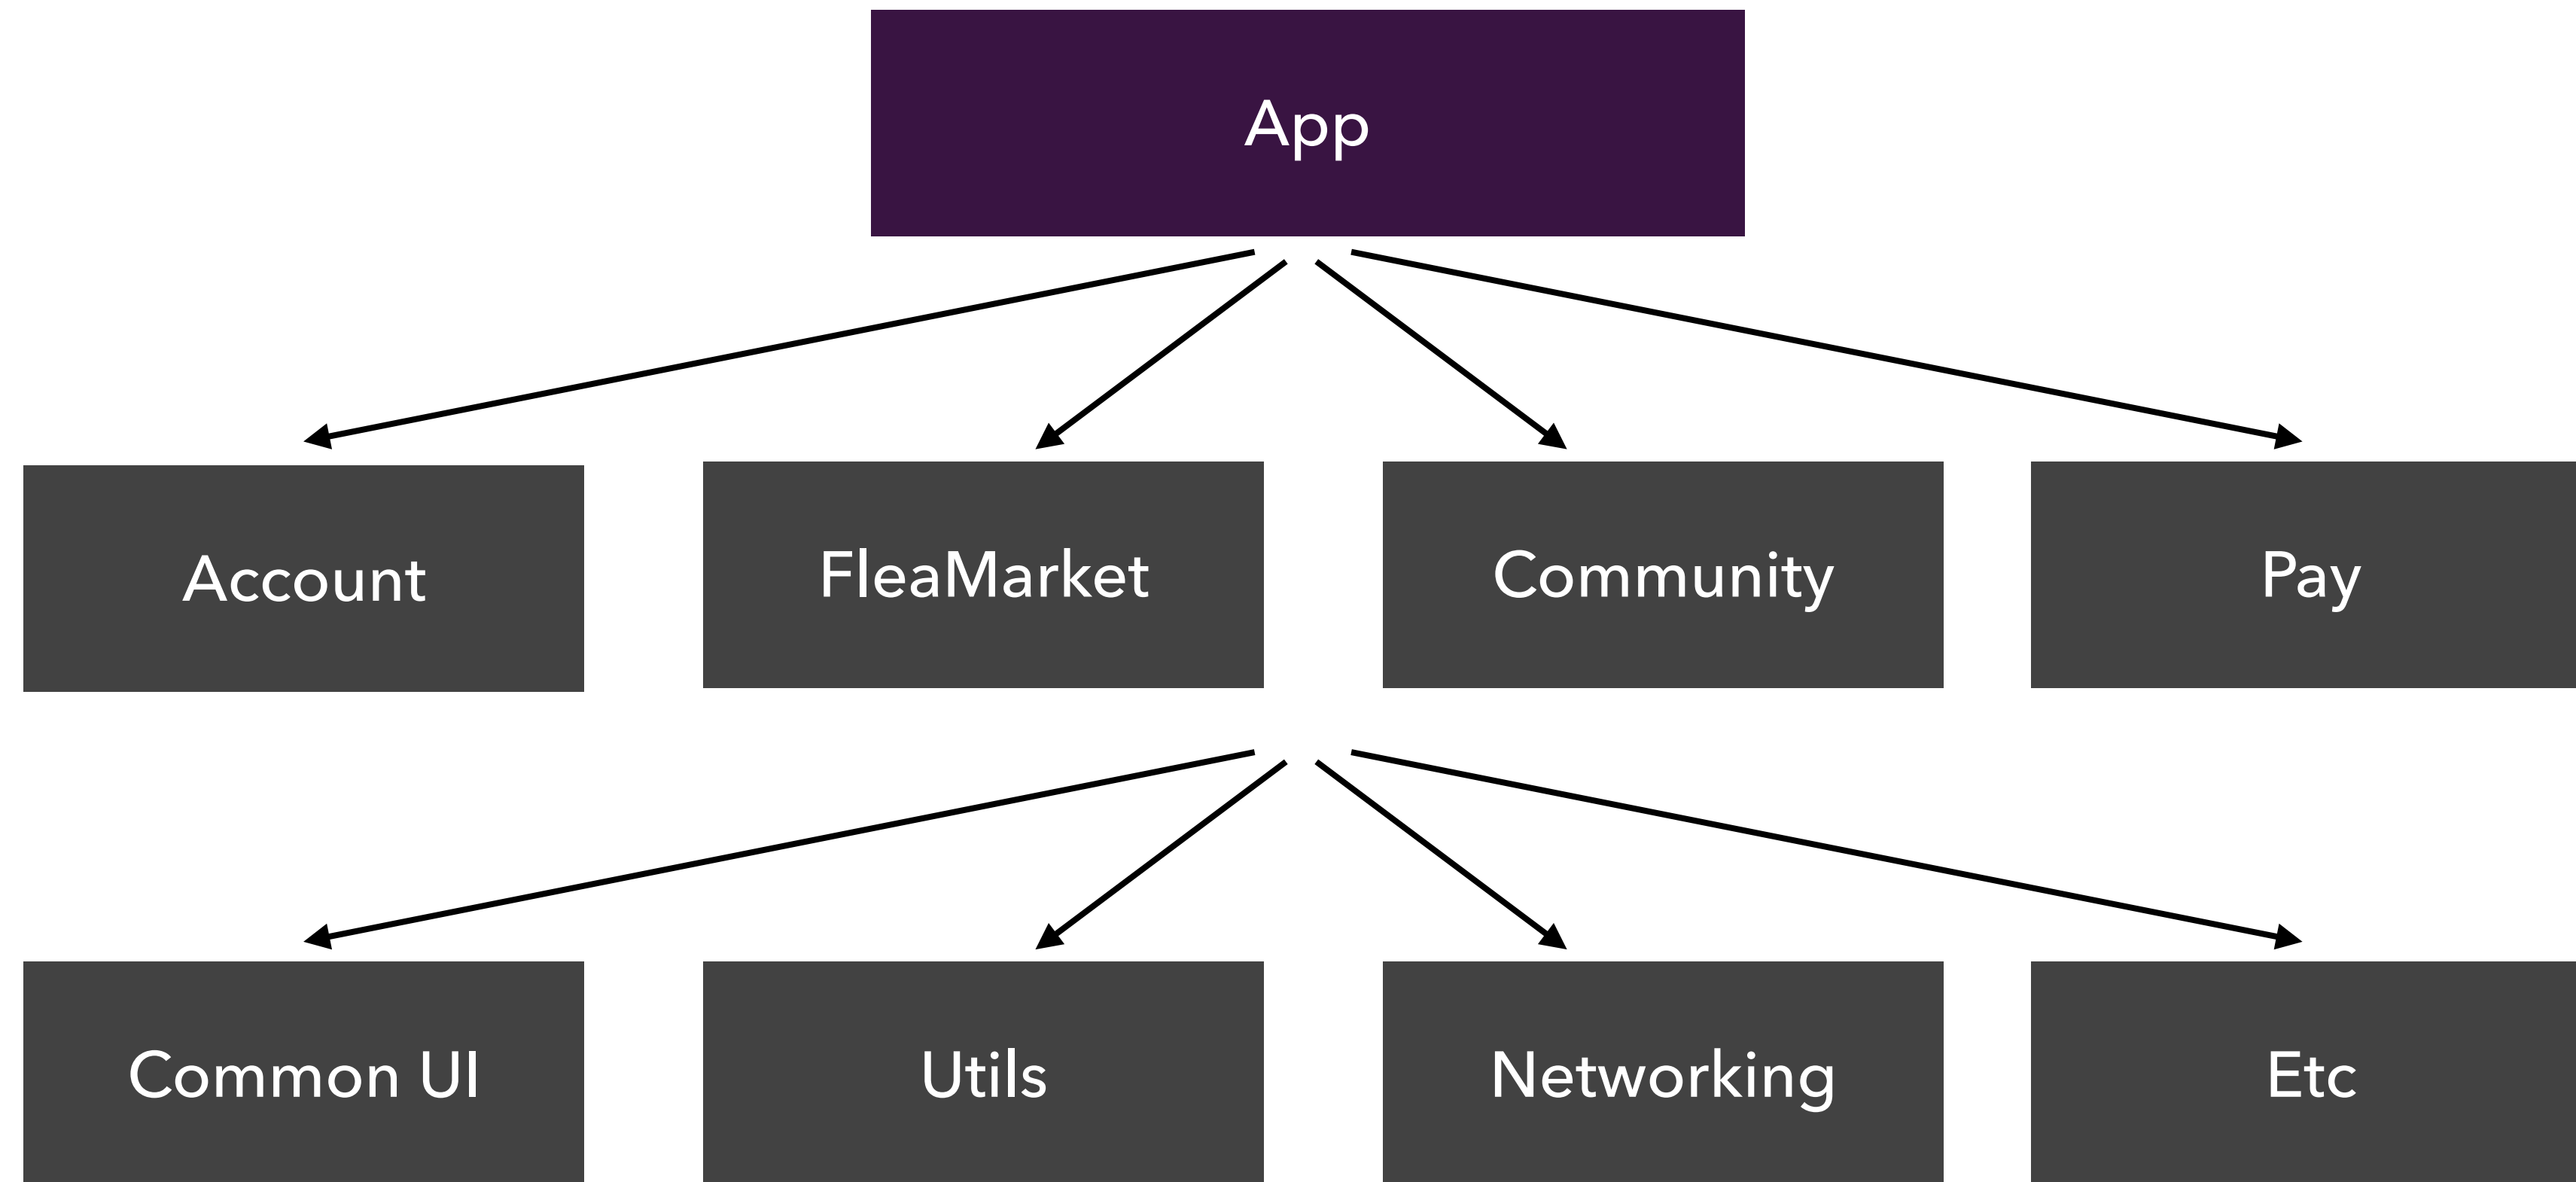 App
Account
FleaMarket
Community
Pay
Common UI
Utils
Networking
Etc